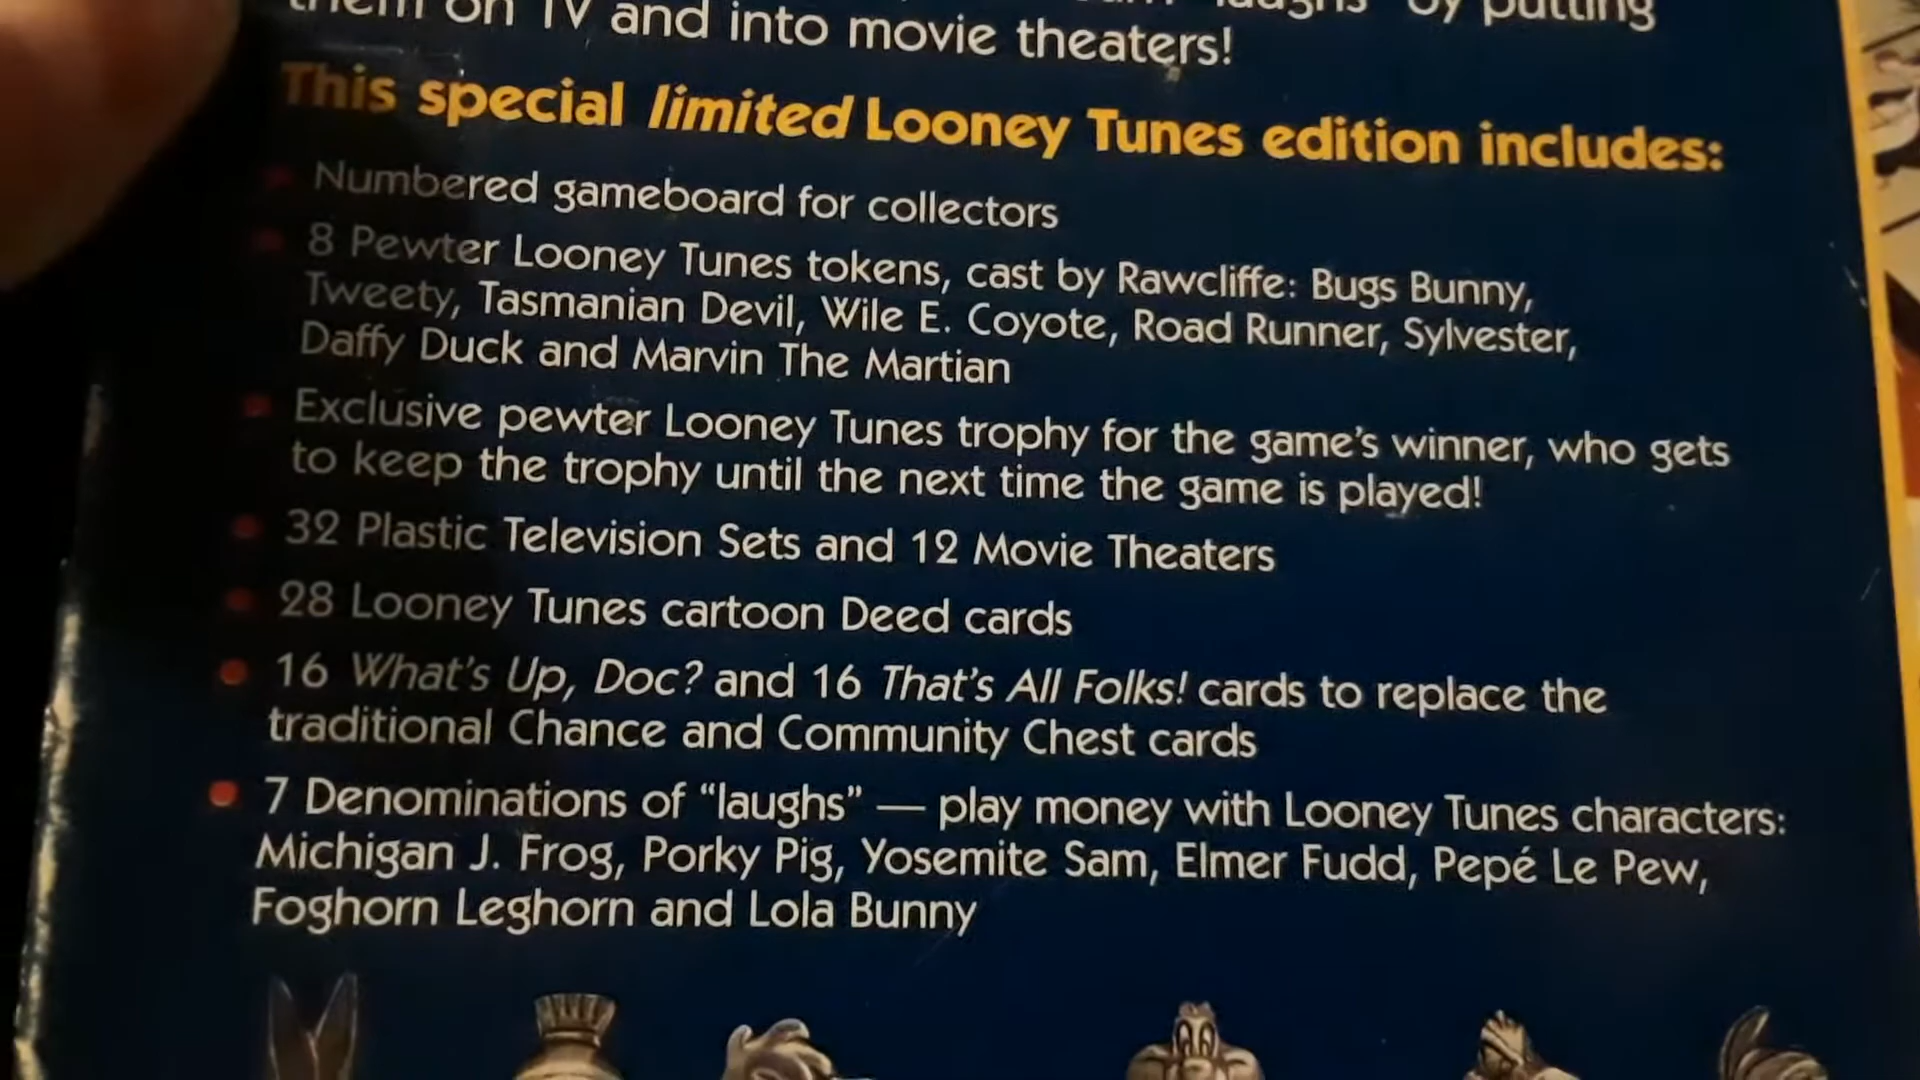 them on TV and into movie theaters!
This special limited Looney Tunes edition includes:
Numbered gameboard for collectors
8 Pewter Looney Tunes tokens, cast by Rawcliffe: Bugs Bunny,
Tweety, Tasmanian Devil, Wile E. Coyote, Road Runner, Sylvester,
Daffy Duck and Marvin The Martian
Exclusive pewter Looney Tunes trophy for the game's winner, who gets
to keep the trophy until the next time the game is played!
32 Plastic Television Sets and 12 Movie Theaters
28 Looney Tunes cartoon Deed cards
16 What's Up, Doc? and 16 That's All Folks! cards to replace the
traditional Chance and Community Chest cards
7 Denominations of “laughs” — play money with Looney Tunes characters:
Michigan J. Frog, Porky Pig, Yosemite Sam, Elmer Fudd, Pepé Le Pew,
Foghorn Leghorn and Lola Bunny